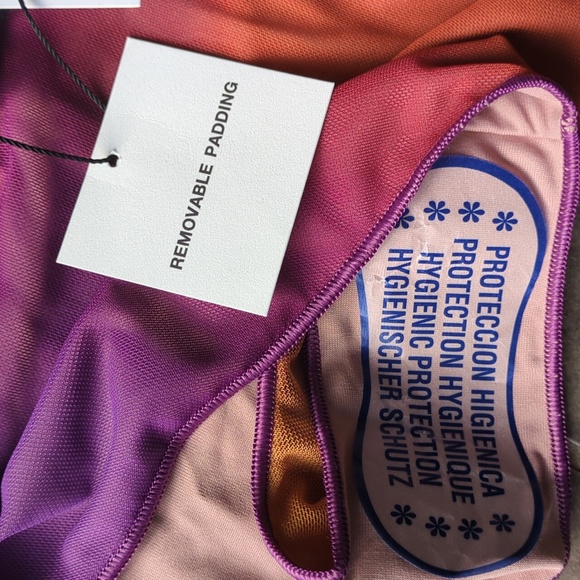 REMOVABLE PADDING
PROTECCION HIGIENICA
PROTECTION HYGIENIQUE
HYGIENIC PROTECTION
HYGIENISCHER SCHUTZ